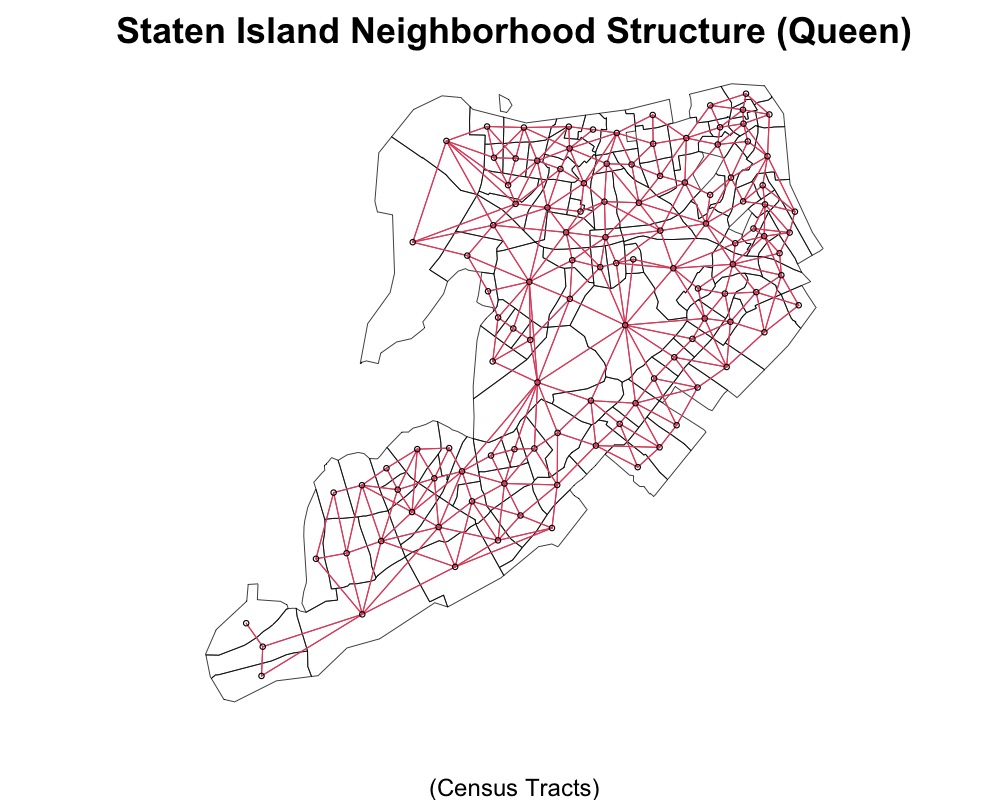 Staten Island Neighborhood Structure (Queen)
(Census Tracts)